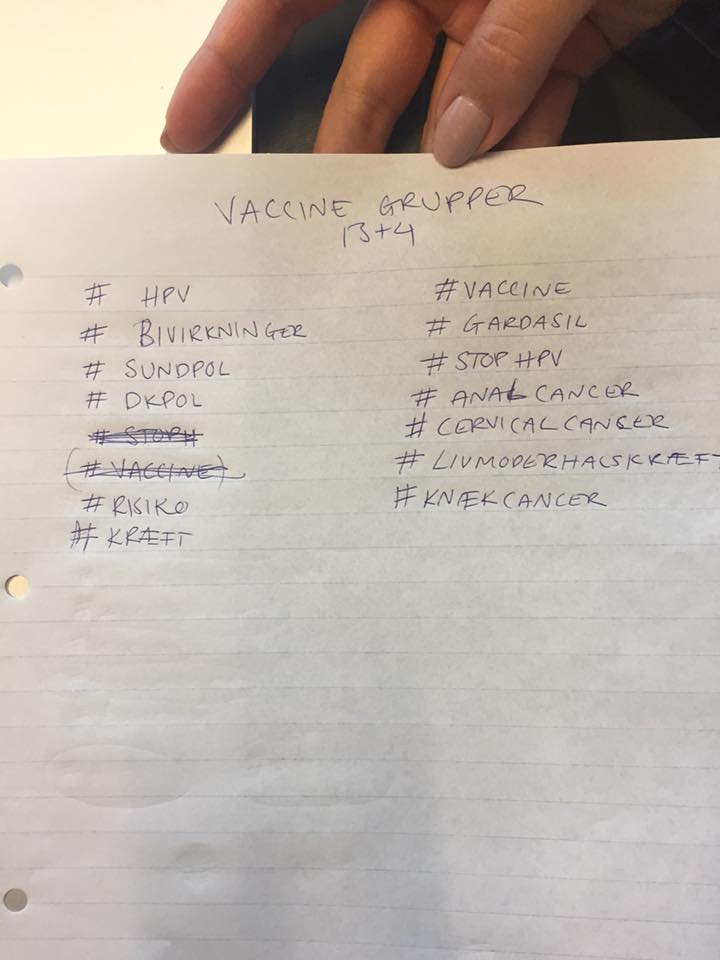 VACCINE GRUPPER
13+4
# HPV
# BIVIRKNINGER
# SUNDPOL
# DKPOL
# STOPH
(# VACCINE)
# RISIKO
# KRÆFT
# VACCINE
# GARDASIL
# STOP HPV
# ANAL CANCER
# CERVICAL CANCER
# LIVMODERHALSKRÆFT
# KNÆKCANCER